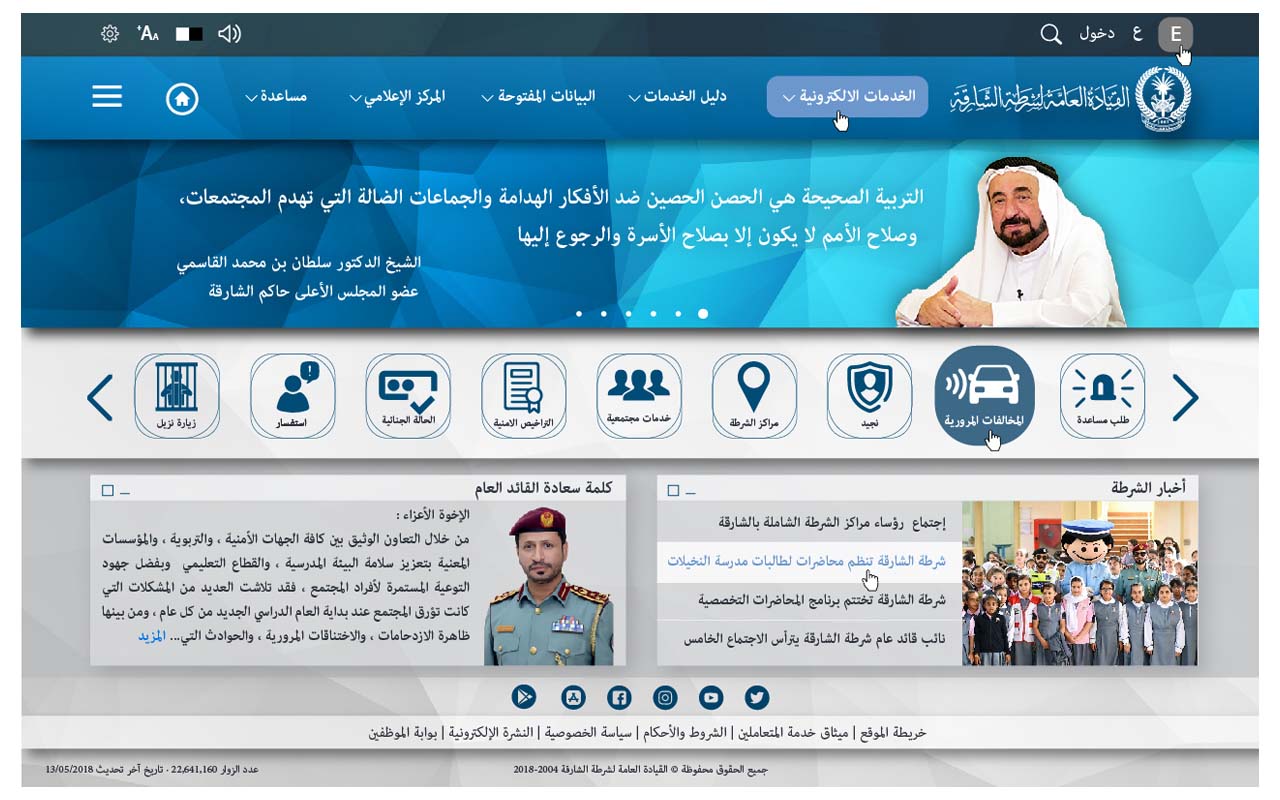 E
ع
دخول
+AA
القيادة العامة لشرطة الشارقة
الخدمات الالكترونية
دليل الخدمات
البيانات المفتوحة
المركز الإعلامي
مساعدة
التربية الصحيحة هي الحصن الحصين ضد الأفكار الهدامة والجماعات الضالة التي تهدم المجتمعات،
وصلاح الأمم لا يكون إلا بصلاح الأسرة والرجوع إليها
الشيخ الدكتور سلطان بن محمد القاسمي
عضو المجلس الأعلى حاكم الشارقة
طلب مساعدة
المخالفات المرورية
نجيد
مراكز الشرطة
خدمات مجتمعية
التراخيص الامنية
الحالة الجنائية
استفسار
زيارة نزيل
أخبار الشرطة
إجتماع رؤساء مراكز الشرطة الشاملة بالشارقة
شرطة الشارقة تنظم محاضرات لطالبات مدرسة النخيلات
شرطة الشارقة تختتم برنامج المحاضرات التخصصية
نائب قائد عام شرطة الشارقة يترأس الاجتماع الخامس
كلمة سعادة القائد العام
الإخوة الأعزاء :
من خلال التعاون الوثيق بين كافة الجهات الأمنية ، والتربوية ، والمؤسسات
المعنية بتعزيز سلامة البيئة المدرسية ، والقطاع التعليمي وبفضل جهود
التوعية المستمرة لأفراد المجتمع ، فقد تلاشت العديد من المشكلات التي
كانت تؤرق المجتمع عند بداية العام الدراسي الجديد من كل عام ، ومن بينها
ظاهرة الازدحامات ، والاختناقات المرورية ، والحوادث التي... المزيد
خريطة الموقع | ميثاق خدمة المتعاملين | الشروط والأحكام | سياسة الخصوصية | النشرة الإلكترونية | بوابة الموظفين
جميع الحقوق محفوظة © القيادة العامة لشرطة الشارقة 2004-2018
عدد الزوار 22,641,160 - تاريخ آخر تحديث 13/05/2018